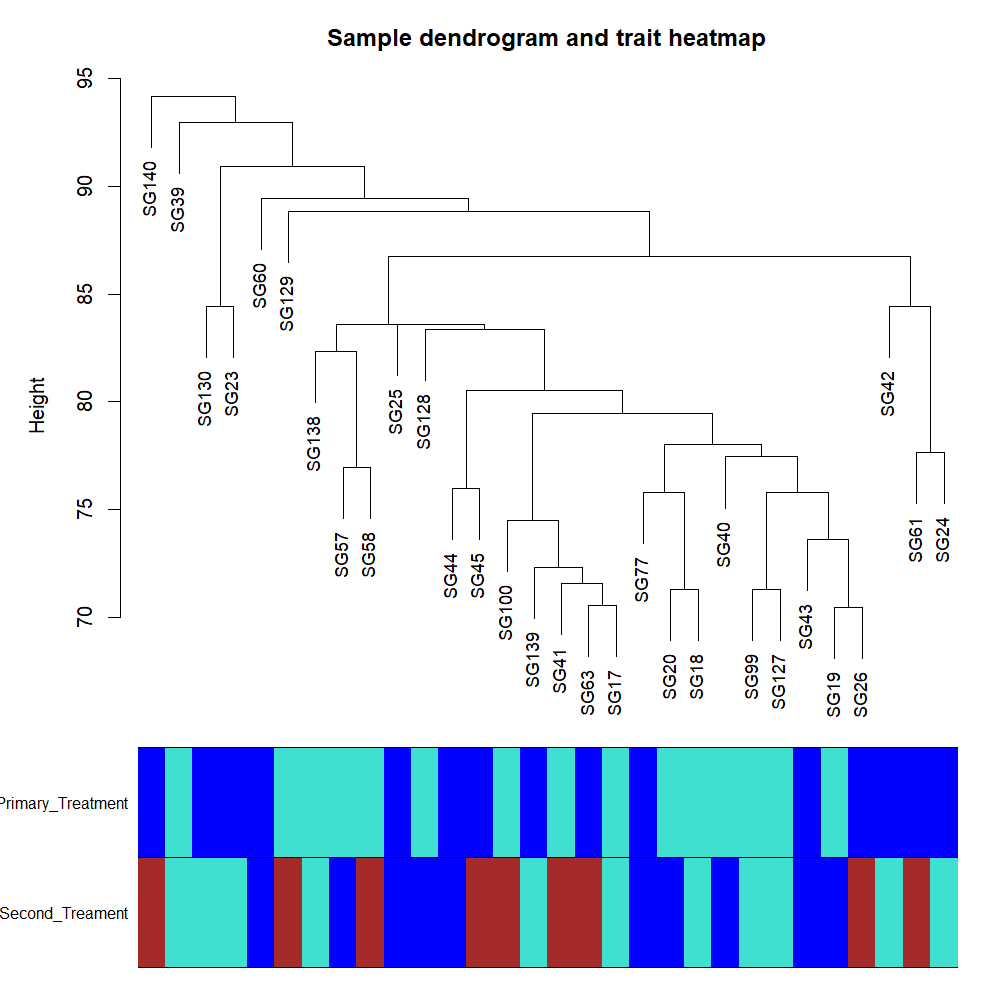 Sample dendrogram and trait heatmap
Height
95
90
85
80
75
70
SG140
SG39
SG130
SG23
SG60
SG129
SG138
SG57
SG58
SG25
SG128
SG44
SG45
SG100
SG139
SG41
SG63
SG17
SG77
SG20
SG18
SG40
SG99
SG127
SG43
SG19
SG26
SG42
SG61
SG24
Primary_Treatment
Second_Treament